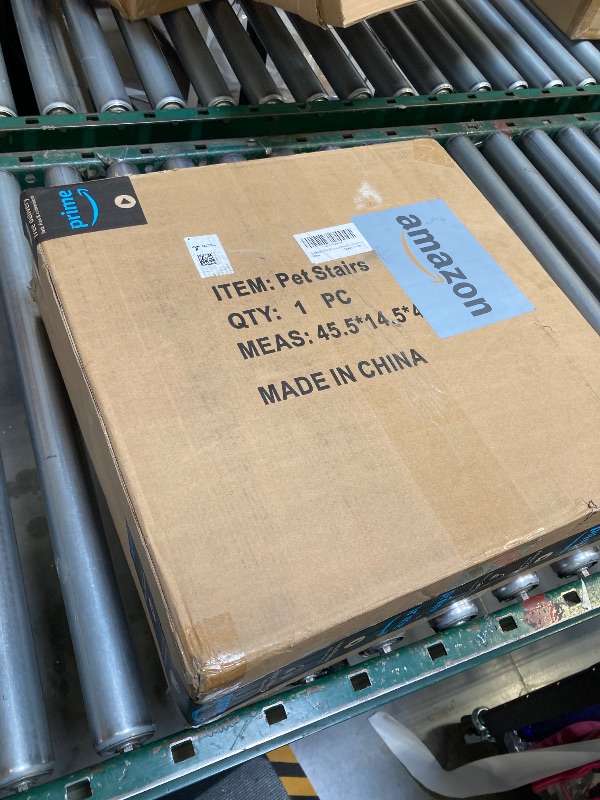 prime
amazon
ITEM: Pet Stairs
QTY: 1 PC
MEAS: 45.5*14.5*4
MADE IN CHINA